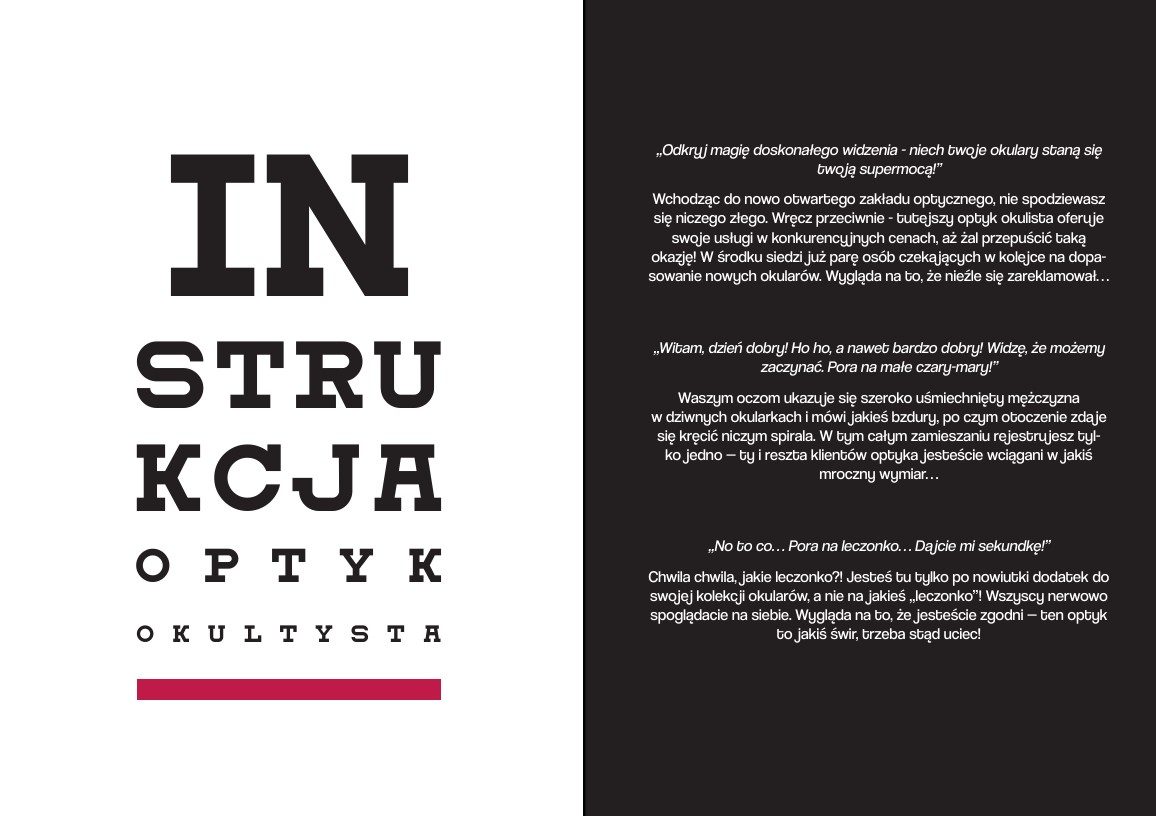 IN
STRU
KCJA
OPTYK
OKULTYSTA
„Odkryj magię doskonałego widzenia - niech twoje okulary staną się
twoją supermocą!”
Wchodząc do nowo otwartego zakładu optycznego, nie spodziewasz
się niczego złego. Wręcz przeciwnie - tutejszy optyk okulista oferuje
swoje usługi w konkurencyjnych cenach, aż żal przepuścić taką
okazję! W środku siedzi już parę osób czekających w kolejce na dopa-
sowanie nowych okularów. Wygląda na to, że nieźle się zareklamował…
„Witam, dzień dobry! Ho ho, a nawet bardzo dobry! Widzę, że możemy
zaczynać. Pora na małe czary-mary!”
Waszym oczom ukazuje się szeroko uśmiechnięty mężczyzna
w dziwnych okularkach i mówi jakieś bzdury, po czym otoczenie zdaje
się kręcić niczym spirala. W tym całym zamieszaniu rejestrujesz tyl-
ko jedno – ty i reszta klientów optyka jesteście wciągani w jakiś
mroczny wymiar…
„No to co… Pora na leczonko… Dajcie mi sekundkę!”
Chwila chwila, jakie leczonko?! Jesteś tu tylko po nowiutki dodatek do
swojej kolekcji okularów, a nie na jakieś „leczonko”! Wszyscy nerwowo
spoglądacie na siebie. Wygląda na to, że jesteście zgodni – ten optyk
to jakiś świr, trzeba stąd uciec!